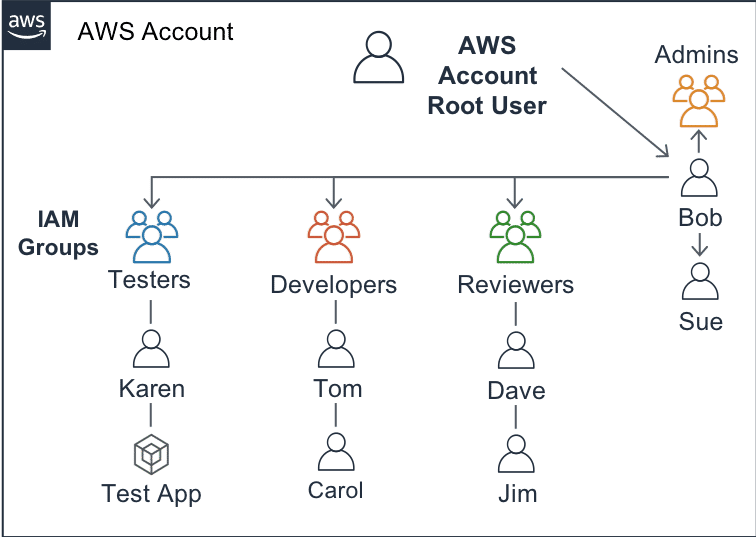 aws
AWS Account
AWS
Account
Root User
Admins
Bob
Sue
IAM
Groups
Testers
Developers
Reviewers
Karen
Tom
Dave
Test App
Carol
Jim